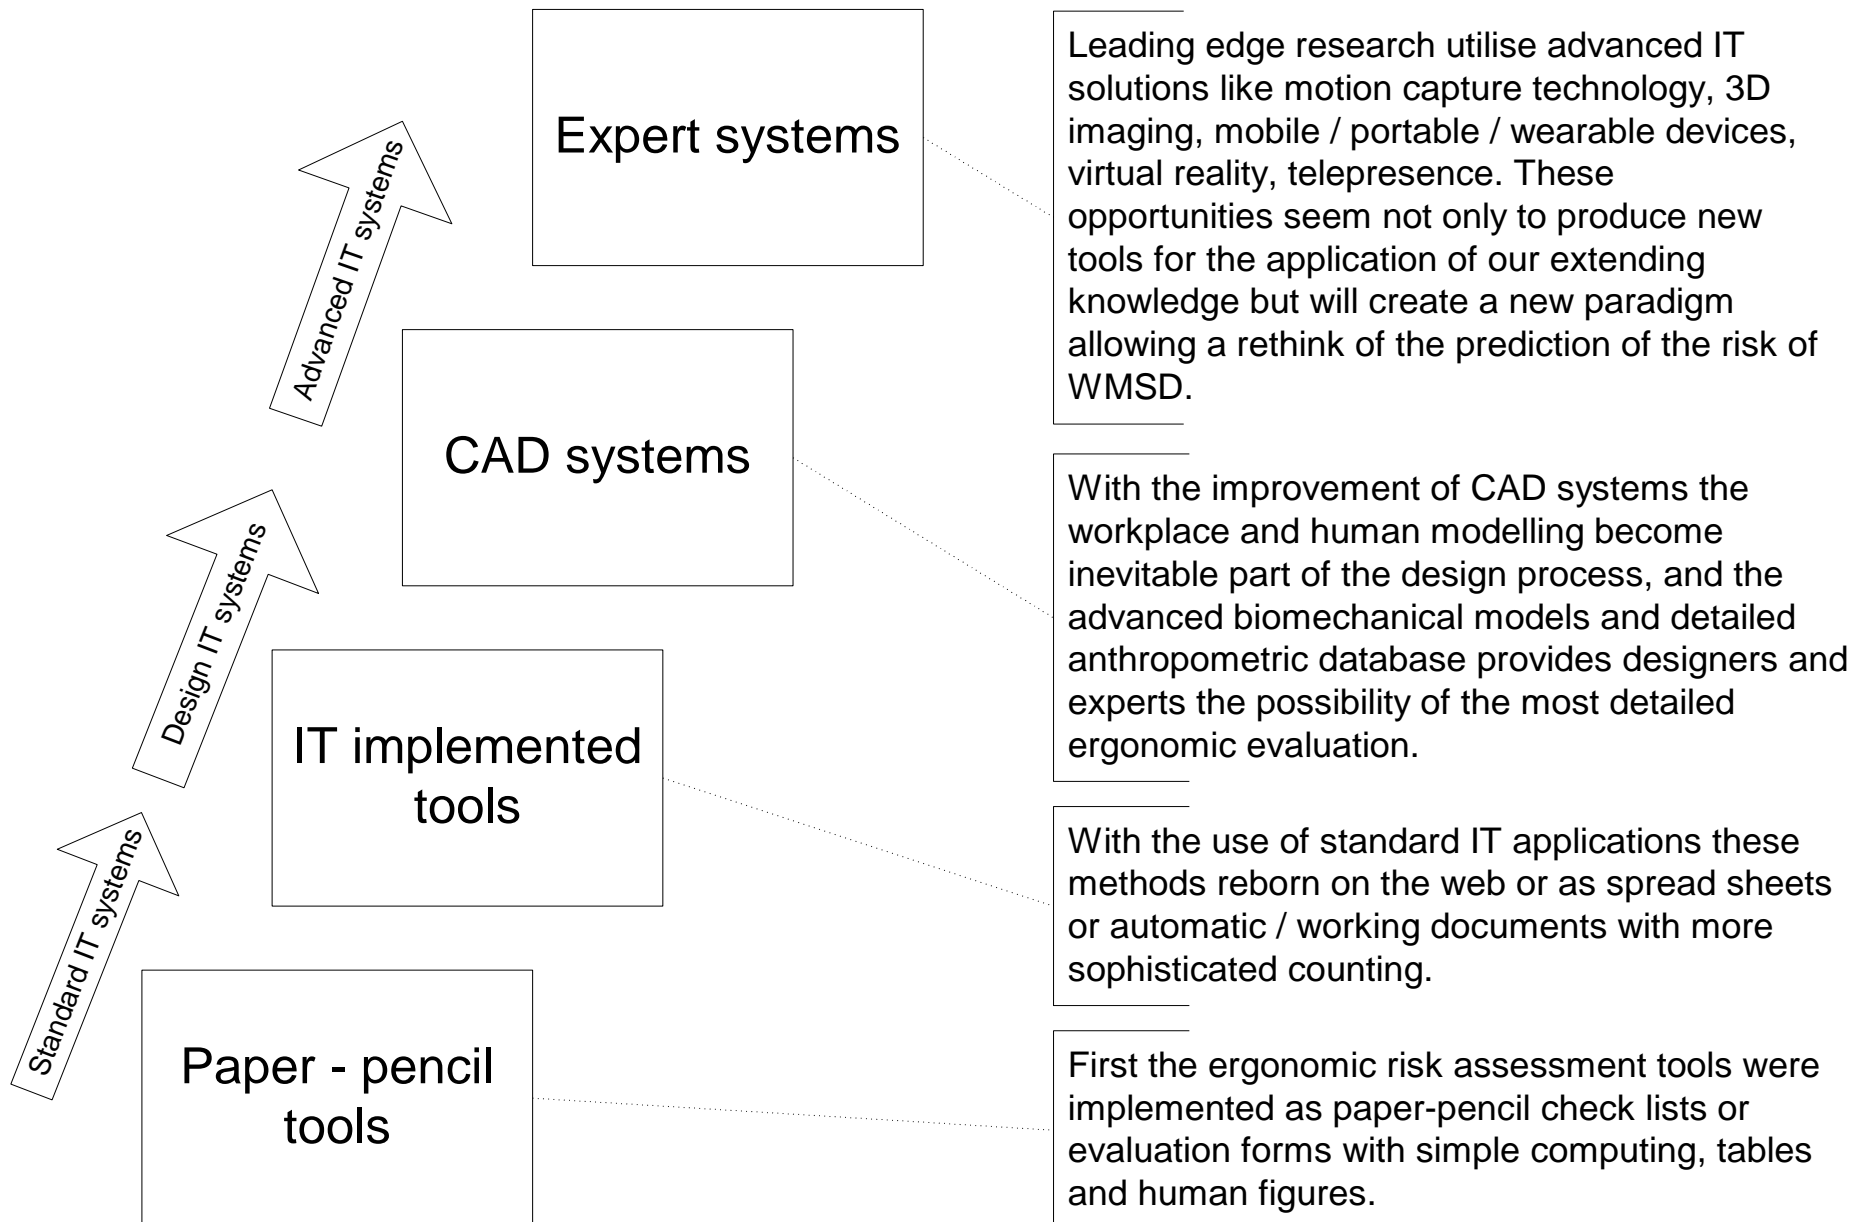 Expert systems
Leading edge research utilise advanced IT
solutions like motion capture technology, 3D
imaging, mobile / portable / wearable devices,
virtual reality, telepresence. These
opportunities seem not only to produce new
tools for the application of our extending
knowledge but will create a new paradigm
allowing a rethink of the prediction of the risk of
WMSD.
Advanced IT systems
CAD systems
With the improvement of CAD systems the
workplace and human modelling become
inevitable part of the design process, and the
advanced biomechanical models and detailed
anthropometric database provides designers and
experts the possibility of the most detailed
ergonomic evaluation.
Design IT systems
IT implemented
tools
With the use of standard IT applications these
methods reborn on the web or as spread sheets
or automatic / working documents with more
sophisticated counting.
Standard IT systems
Paper - pencil
tools
First the ergonomic risk assessment tools were
implemented as paper-pencil check lists or
evaluation forms with simple computing, tables
and human figures.